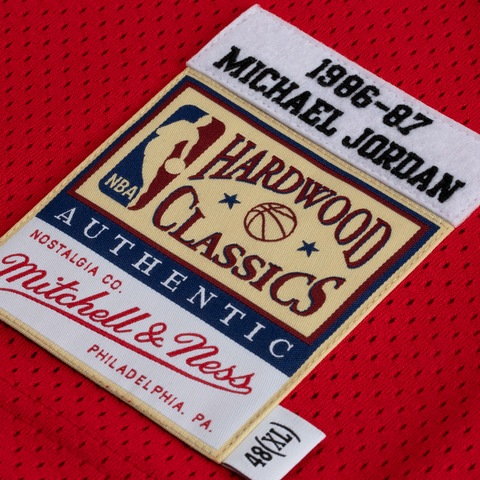 1986-87
MICHAEL JORDAN
NBA
HARDWOOD
CLASSICS
AUTHENTIC
NOSTALGIA CO.
Mitchell & Ness
PHILADELPHIA, PA.
48(XL)